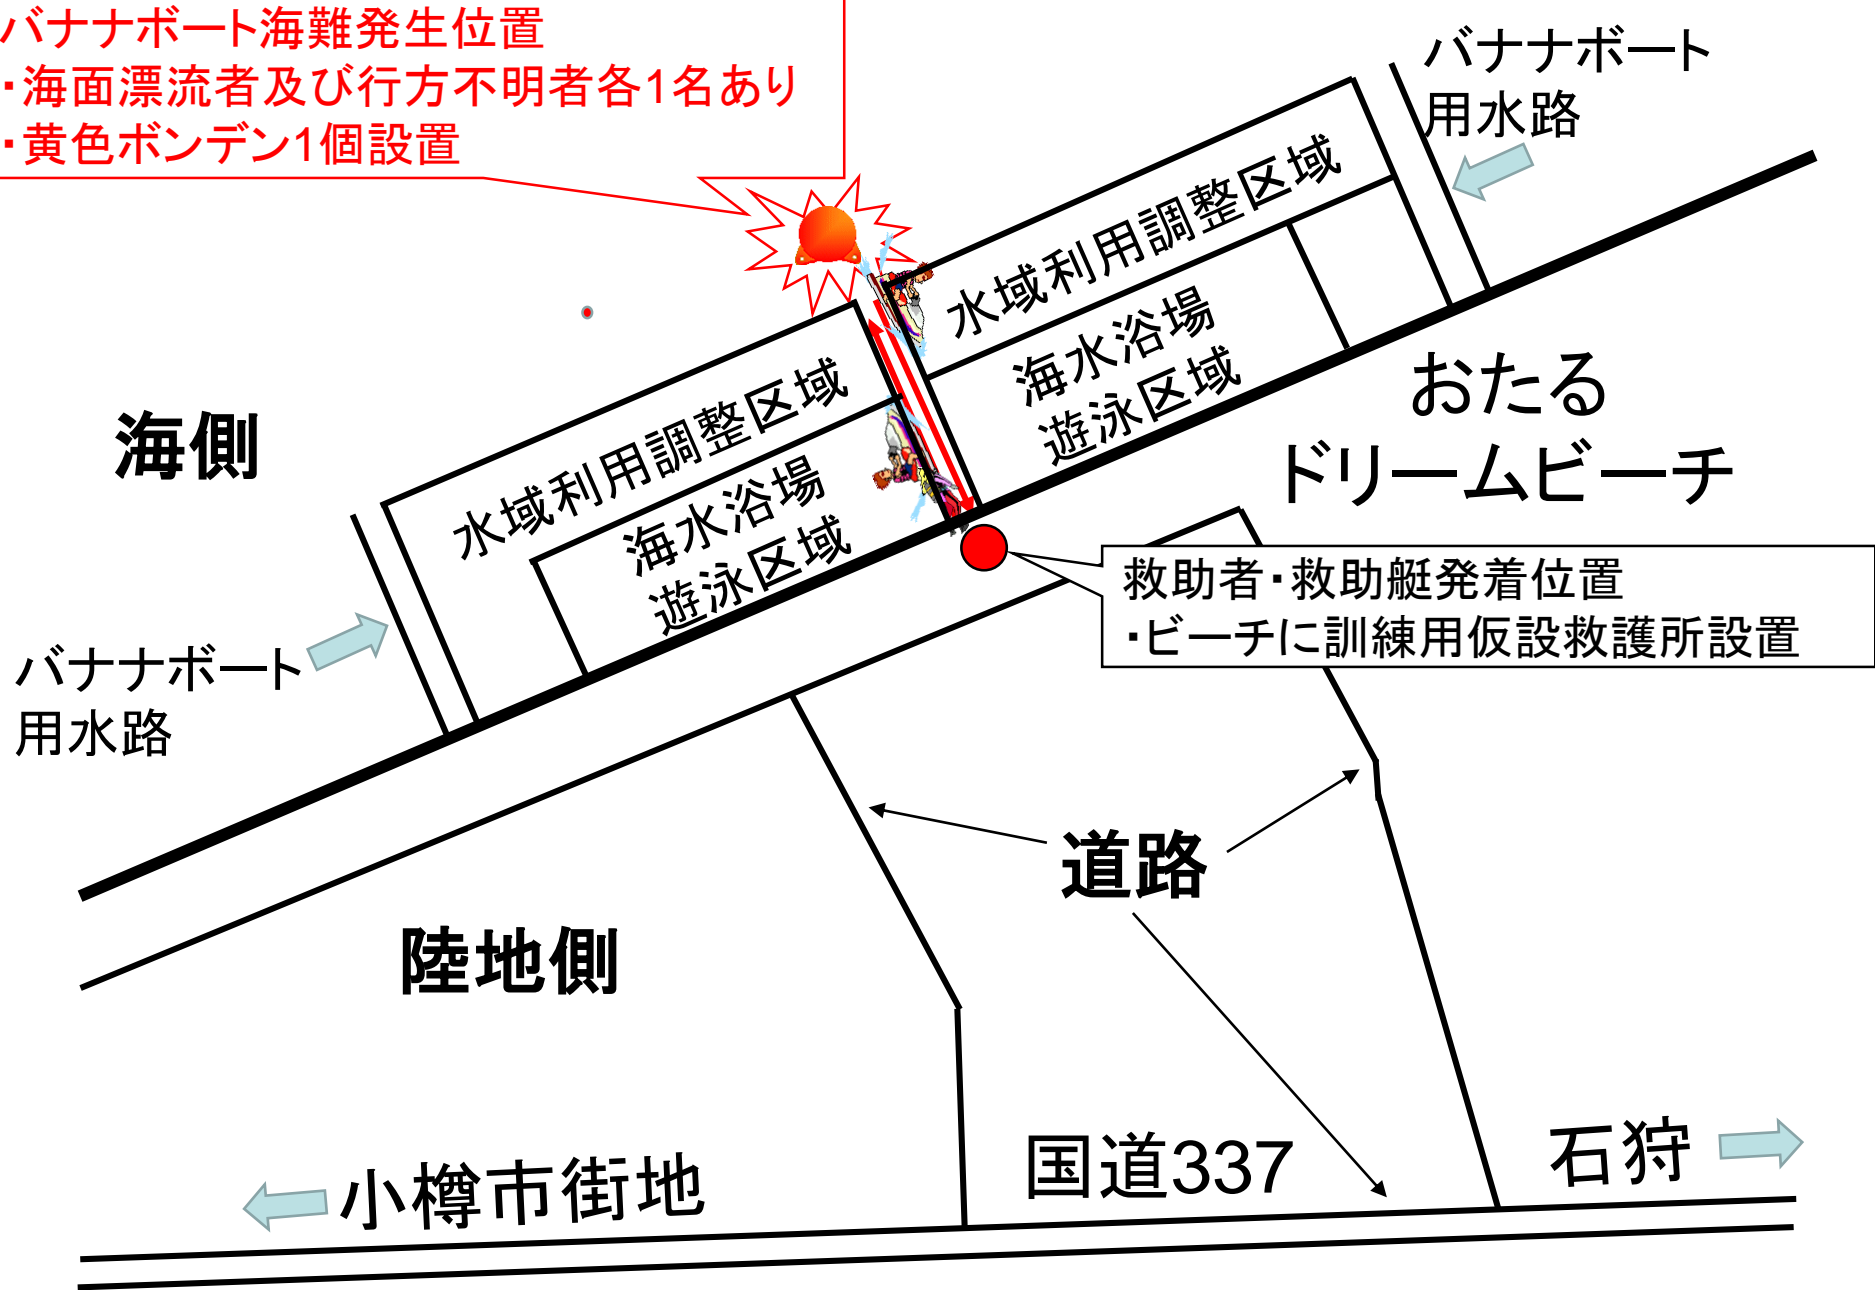 バナナボート海難発生位置
・海面漂流者及び行方不明者各1名あり
・黄色ボンデン1個設置
バナナボート
用水路
水域利用調整区域
海水浴場
遊泳区域
おたる
ドリームビーチ
海側
水域利用調整区域
海水浴場
遊泳区域
救助者・救助艇発着位置
・ビーチに訓練用仮設救護所設置
バナナボート
用水路
道路
陸地側
国道337
石狩
小樽市街地